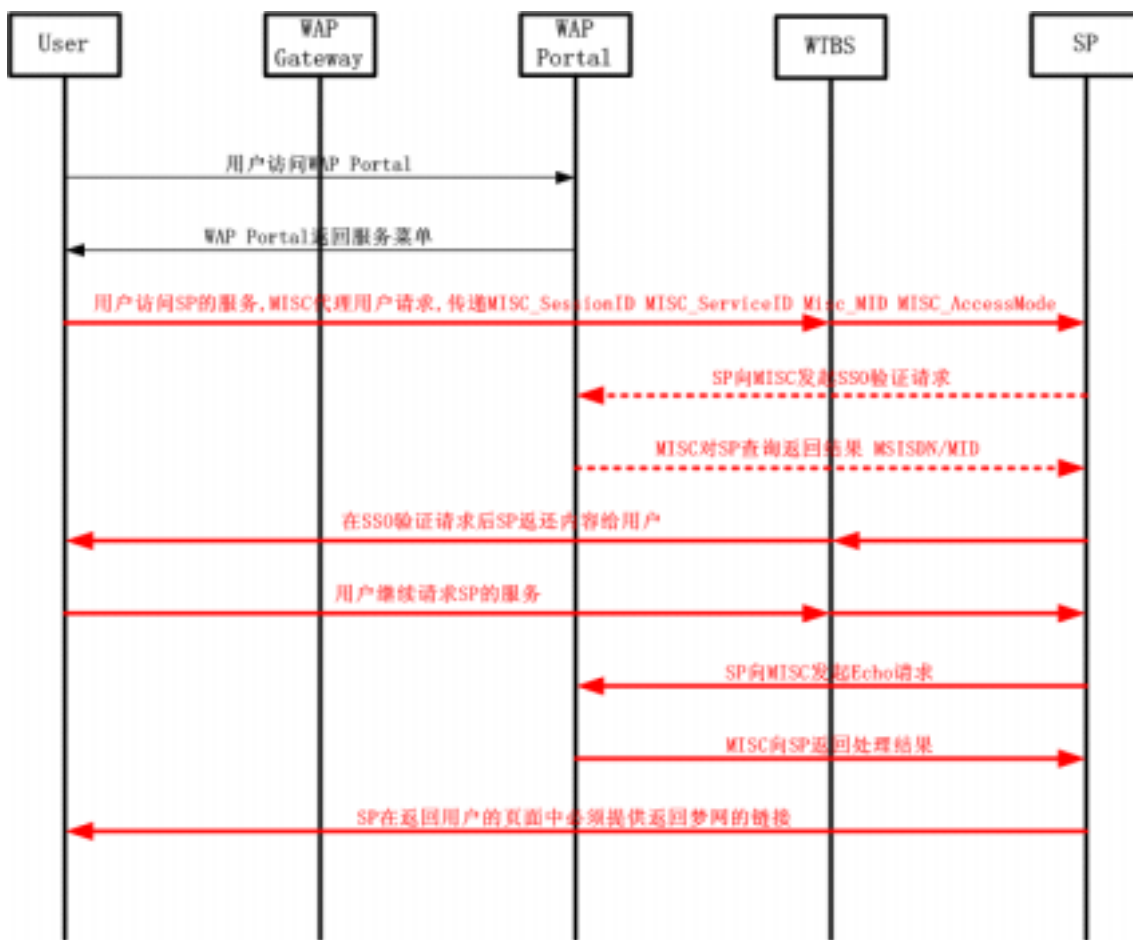 User
WAP
Gateway
WAP
Portal
WTBS
SP
用户访问WAP Portal
WAP Portal返回服务菜单
用户访问SP的服务,MISC代理用户请求,传递MISC_SessionID MISC_ServiceID Misc_MID MISC_AccessMode
SP向MISC发起SSO验证请求
MISC对SP查询返回结果 MSISDN/MID
在SSO验证请求后SP返还内容给用户
用户继续请求SP的服务
SP向MISC发起Echo请求
MISC向SP返回处理结果
SP在返回用户的页面中必须提供返回梦网的链接